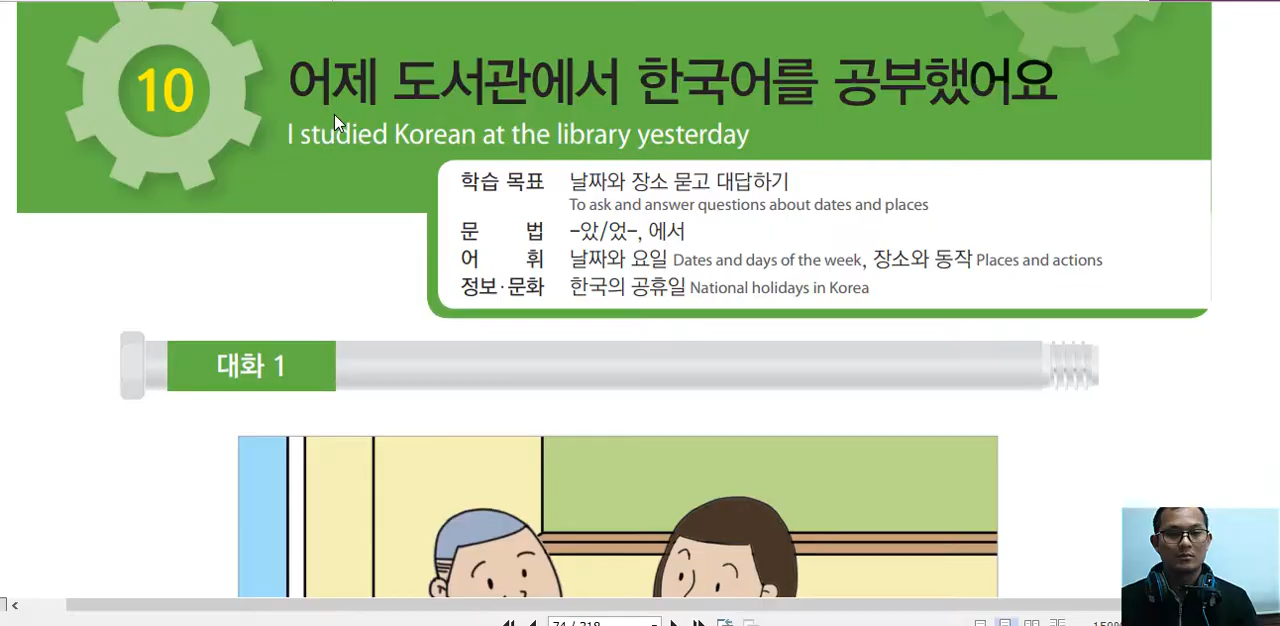 10
어제 도서관에서 한국어를 공부했어요
I studied Korean at the library yesterday
학습 목표 날짜와 장소 묻고 대답하기
To ask and answer questions about dates and places
문 법 –았/었–, 에서
어 휘 날짜와 요일 Dates and days of the week, 장소와 동작 Places and actions
정보·문화 한국의 공휴일 National holidays in Korea
대화 1
74 / 318